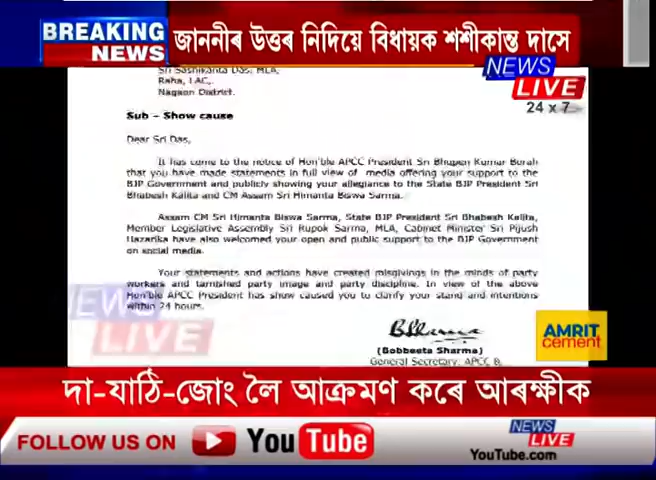 BREAKING
NEWS
জাননীৰ উত্তৰ নিদিয়ে বিধায়ক শশীকান্ত দাসে
NEWS
LIVE
24 x 7
Sri Sashikanta Das, MLA,
Raha, LAC,
Nagaon District.
Sub – Show cause
Dear Sri Das,
It has come to the notice of Hon'ble APCC President Sri Bhupen Kumar Borah
that you have made statements in full view of media offering your support to the
BJP Government and publicly showing your allegiance to the State BJP President Sri
Bhabesh Kalita and CM Assam Sri Himanta Biswa Sarma.
Assam CM Sri Himanta Biswa Sarma, State BJP President Sri Bhabesh Kalita,
Member Legislative Assembly Sri Rupok Sarma, MLA, Cabinet Minister Sri Pijush
Hazarika have also welcomed your open and public support to the BJP Government
on social media.
Your statements and actions have created misgivings in the minds of party
workers and tarnished party image and party discipline. In view of the above
Hon'ble APCC President has show caused you to clarify your stand and intentions
within 24 hours.
NEWS
LIVE
(Bobbeeta Sharma)
General Secretary, APCC
AMRIT
cement
দা-যাঠি-জোং লৈ আক্ৰমণ কৰে আৰক্ষীক
FOLLOW US ON YouTube
NEWS
LIVE
YouTube.com